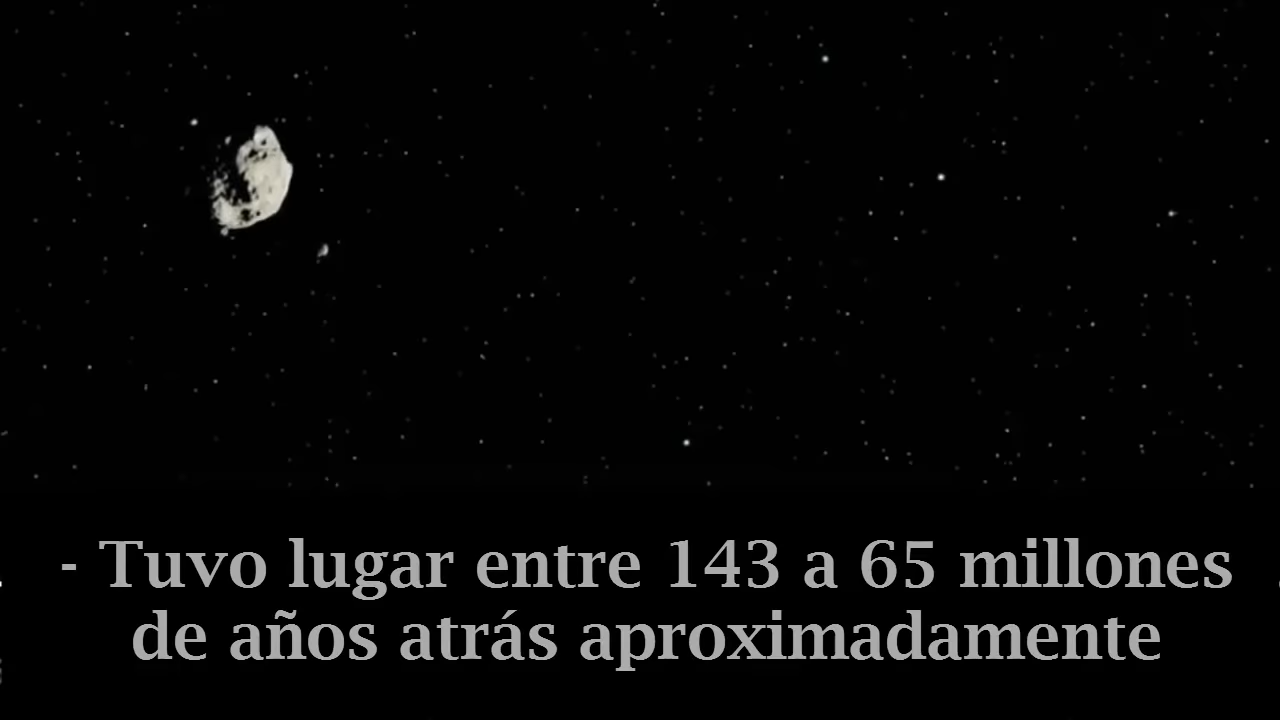 - Tuvo lugar entre 143 a 65 millones
de años atrás aproximadamente